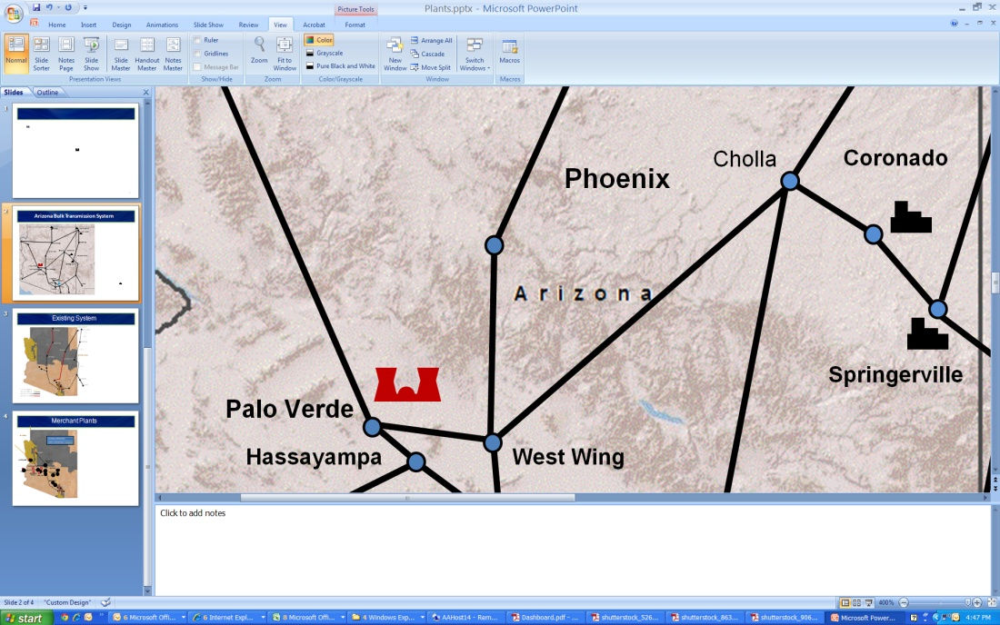 Picture Tools
Plants.pptx - Microsoft PowerPoint
Home Insert Design Animations Slide Show Review View Acrobat Format
Normal
Slide Sorter
Notes Page
Slide Show
Slide Master
Handout Master
Notes Master
Presentation Views
Ruler
Gridlines
Message Bar
Show/Hide
Zoom
Fit to Window
Zoom
Color
Grayscale
Pure Black and White
Color/Grayscale
New Window
Arrange All
Cascade
Move Split
Switch Windows
Window
Macros
Macros
Slides Outline
1
2
Arizona Bulk Transmission System
3
Existing System
4
Merchant Plants
Cholla
Coronado
Phoenix
Arizona
Springerville
Palo Verde
Hassayampa
West Wing
Click to add notes
Slide 2 of 4 "Custom Design" 400%
start
6 Microsoft Offi...
6 Internet Expl...
8 Microsoft Offi...
4 Windows Exp...
AAHost14 - Rem...
Dashboard.pdf - ...
shutterstock_526...
shutterstock_863...
shutterstock_906...
Microsoft Power...
4:47 PM